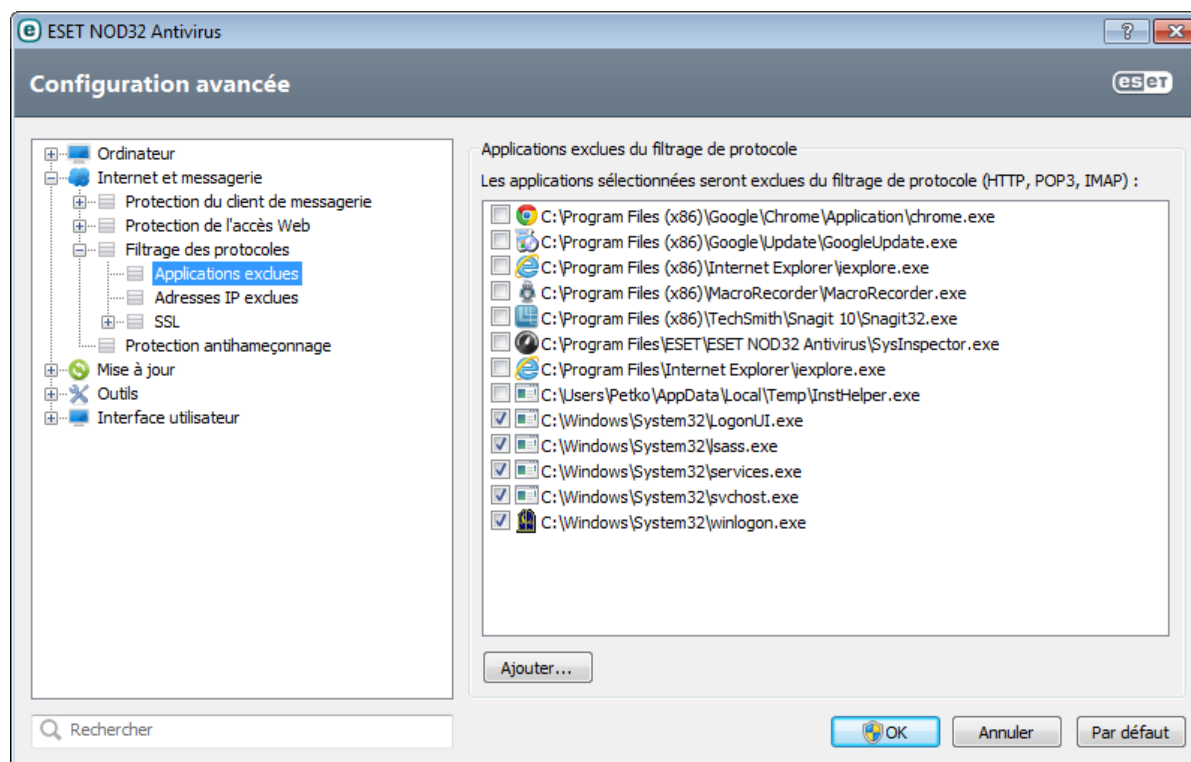 ESET NOD32 Antivirus
?
Configuration avancée
eseT
Ordinateur
Internet et messagerie
Protection du client de messagerie
Protection de l'accès Web
Filtrage des protocoles
Applications exclues
Adresses IP exclues
SSL
Protection antihameçonnage
Mise à jour
Outils
Interface utilisateur
Rechercher
Applications exclues du filtrage de protocole
Les applications sélectionnées seront exclues du filtrage de protocole (HTTP, POP3, IMAP) :
C:\Program Files (x86)\Google\Chrome\Application\chrome.exe
C:\Program Files (x86)\Google\Update\GoogleUpdate.exe
C:\Program Files (x86)\Internet Explorer\iexplore.exe
C:\Program Files (x86)\MacroRecorder\MacroRecorder.exe
C:\Program Files (x86)\TechSmith\Snagit 10\Snagit32.exe
C:\Program Files\ESET\ESET NOD32 Antivirus\SysInspector.exe
C:\Program Files\Internet Explorer\iexplore.exe
C:\Users\Petko\AppData\Local\Temp\InstHelper.exe
C:\Windows\System32\LogonUI.exe
C:\Windows\System32\lsass.exe
C:\Windows\System32\services.exe
C:\Windows\System32\svchost.exe
C:\Windows\System32\winlogon.exe
Ajouter...
OK
Annuler
Par défaut